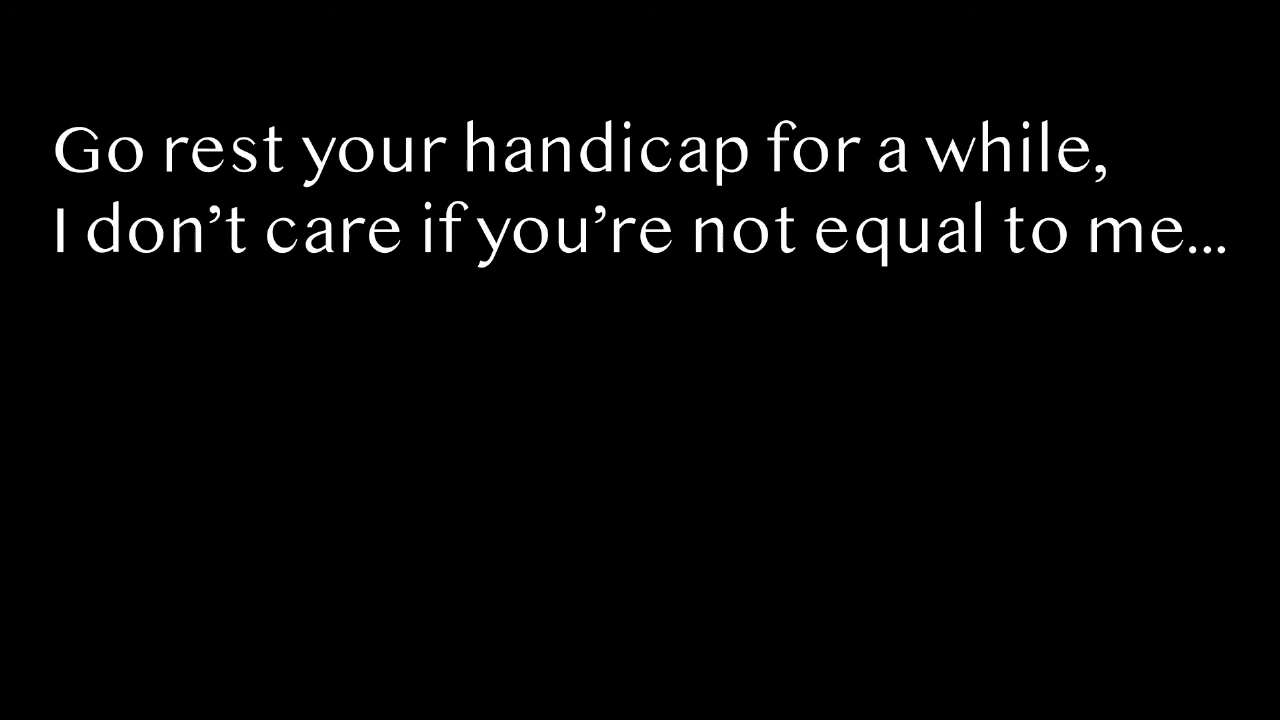 Go rest your handicap for a while,
I don’t care if you’re not equal to me...